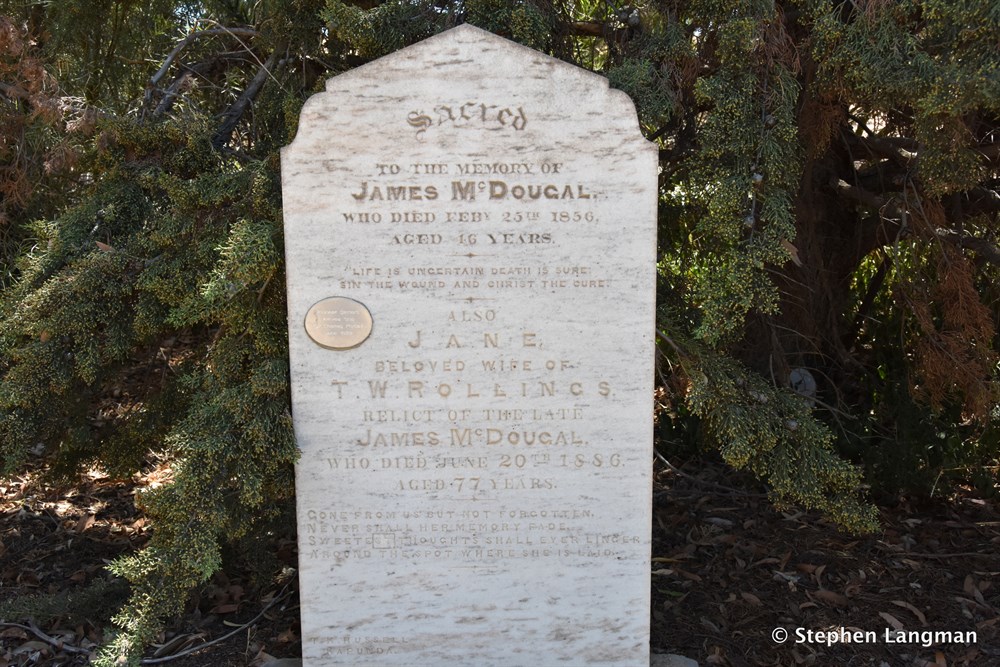 Sacred
TO THE MEMORY OF
JAMES McDOUGAL.
WHO DIED FEBY 25TH 1856.
AGED 46 YEARS.
"LIFE IS UNCERTAIN DEATH IS SURE.
SIN THE WOUND AND CHRIST THE CURE."
ALSO
JANE,
BELOVED WIFE OF
T. W ROLLINGS.
RELICT OF THE LATE
JAMES McDOUGAL.
WHO DIED JUNE 20TH 1886.
AGED 77 YEARS.
GONE FROM US BUT NOT FORGOTTEN,
NEVER SHALL HER MEMORY FADE,
SWEETEST THOUGHTS SHALL EVER LINGER
AROUND THE SPOT WHERE SHE IS LAID.
HUSSELL
KAPUNDA.
© Stephen Langman